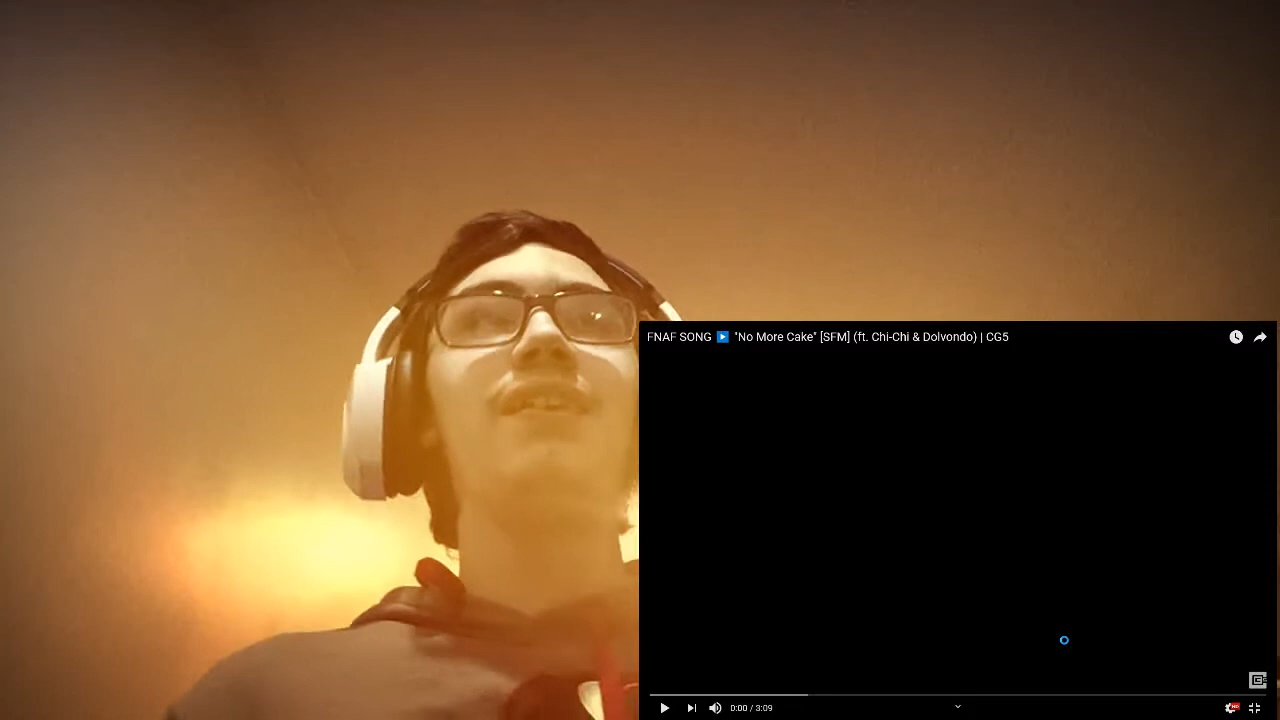 FNAF SONG ▶ "No More Cake" [SFM] (ft. Chi-Chi & Dolvondo) | CG5
0:00 / 3:09